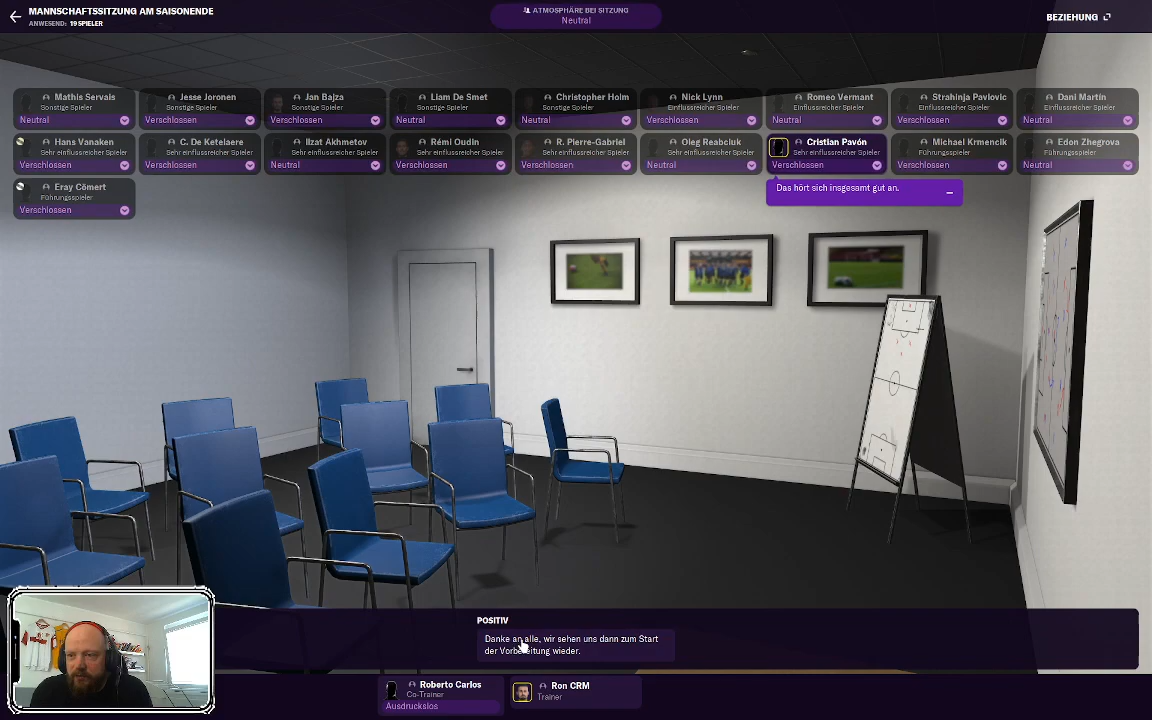 MANNSCHAFTSSITZUNG AM SAISONENDE
ANWESEND: 19 SPIELER
ATMOSPHÄRE BEI SITZUNG
Neutral
BEZIEHUNG
Mathis Servais
Sonstige Spieler
Neutral
Jesse Joronen
Sonstige Spieler
Verschlossen
Jan Bajza
Sonstige Spieler
Verschlossen
Liam De Smet
Sonstige Spieler
Neutral
Christopher Holm
Sonstige Spieler
Neutral
Nick Lynn
Einflussreicher Spieler
Verschlossen
Romeo Vermant
Einflussreicher Spieler
Neutral
Strahinja Pavlovic
Einflussreicher Spieler
Verschlossen
Dani Martín
Einflussreicher Spieler
Neutral
Hans Vanaken
Sehr einflussreicher Spieler
Verschlossen
C. De Ketelaere
Sehr einflussreicher Spieler
Verschlossen
Ilzat Akhmetov
Sehr einflussreicher Spieler
Neutral
Rémi Oudin
Sehr einflussreicher Spieler
Verschlossen
R. Pierre-Gabriel
Sehr einflussreicher Spieler
Verschlossen
Oleg Reabciuk
Sehr einflussreicher Spieler
Neutral
Cristian Pavón
Sehr einflussreicher Spieler
Verschlossen
Michael Krmencik
Führungsspieler
Verschlossen
Edon Zhegrova
Führungsspieler
Neutral
Eray Cömert
Führungsspieler
Verschlossen
Das hört sich insgesamt gut an.
POSITIV
Danke an alle, wir sehen uns dann zum Start
der Vorbereitung wieder.
Roberto Carlos
Co-Trainer
Ausdruckslos
Ron CRM
Trainer